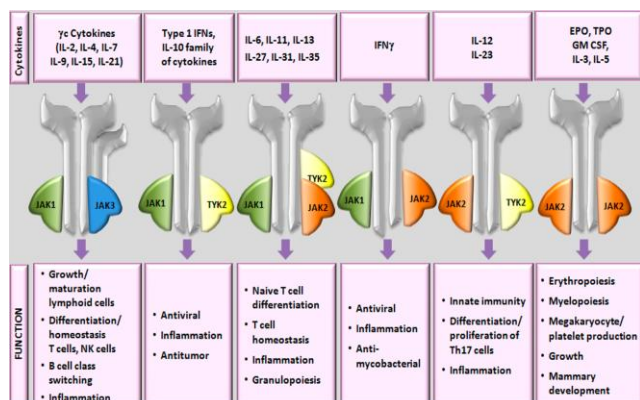 Cytokines
γc Cytokines
(IL-2, IL-4, IL-7
IL-9, IL-15, IL-21)
Type 1 IFNs,
IL-10 family
of cytokines
IL-6, IL-11, IL-13
IL-27, IL-31, IL-35
IFNγ
IL-12
IL-23
EPO, TPO
GM CSF,
IL-3, IL-5
JAK1
JAK3
JAK1
TYK2
JAK1
TYK2
JAK2
JAK1
JAK2
JAK2
TYK2
JAK2
JAK2
FUNCTION
• Growth/
maturation
lymphoid cells
• Differentiation/
homeostasis
T cells, NK cells
• B cell class
switching
• Inflammation
• Antiviral
• Inflammation
• Antitumor
• Naive T cell
differentiation
• T cell
homeostasis
• Inflammation
• Granulopoiesis
• Antiviral
• Inflammation
• Anti-
mycobacterial
• Innate immunity
• Differentiation/
proliferation of
Th17 cells
• Inflammation
• Erythropoiesis
• Myelopoiesis
• Megakaryocyte/
platelet production
• Growth
• Mammary
development